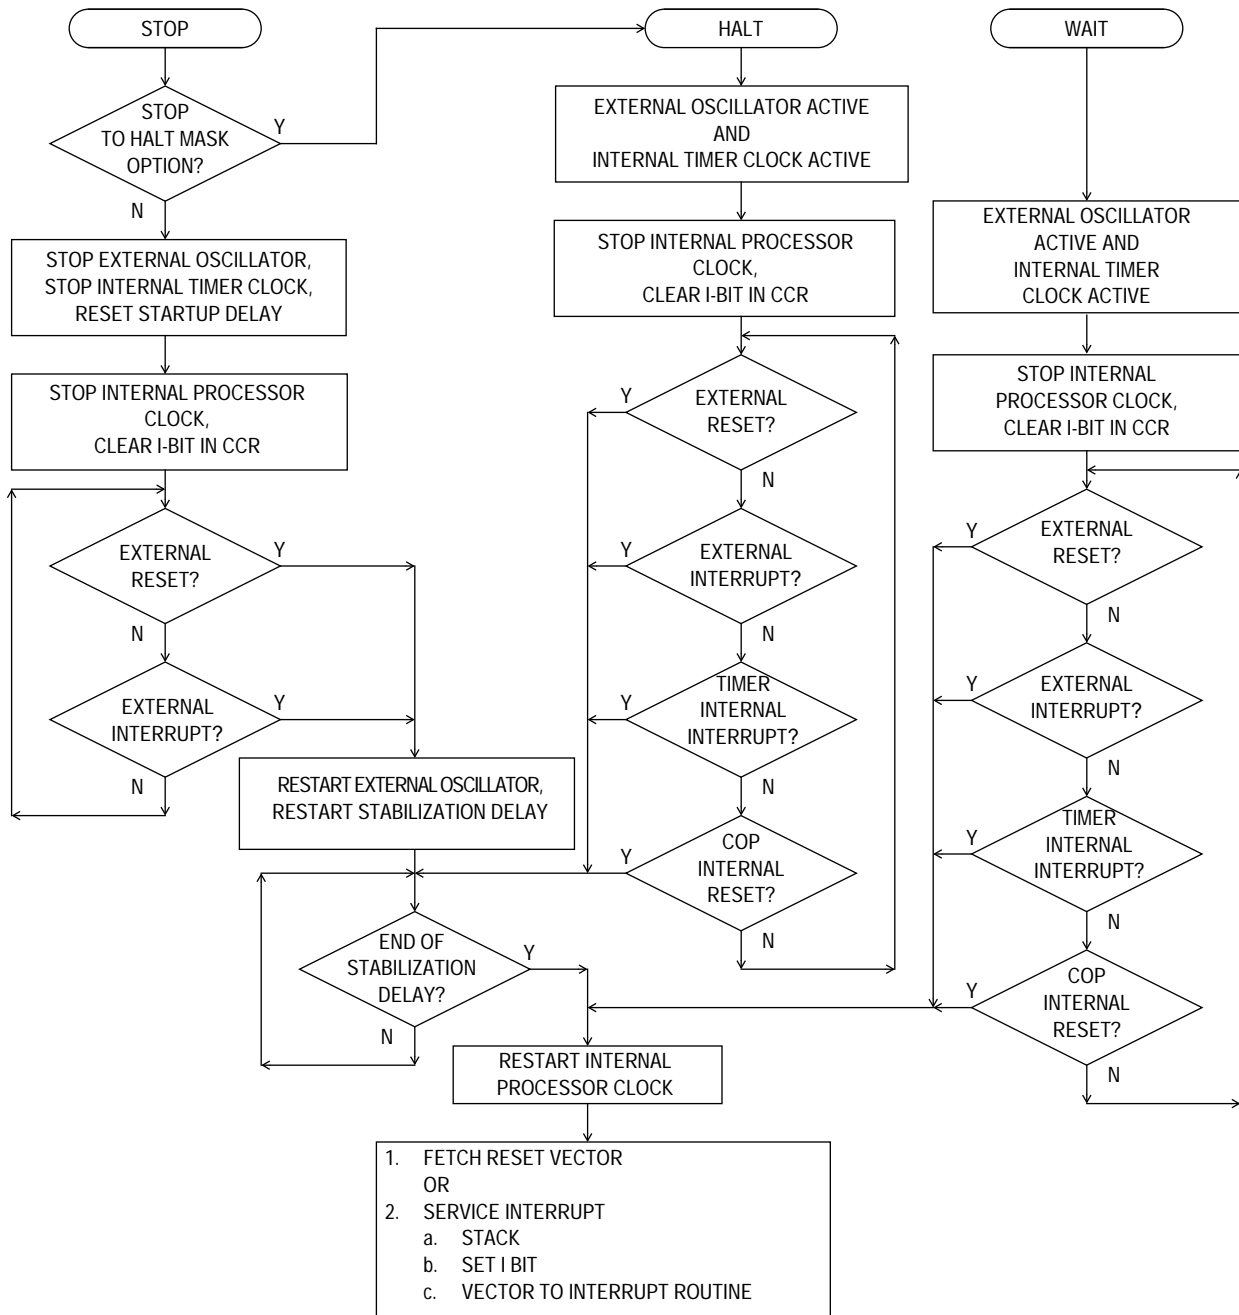 STOP
HALT
WAIT
STOP
TO HALT MASK
OPTION?
Y
N
STOP EXTERNAL OSCILLATOR,
STOP INTERNAL TIMER CLOCK,
RESET STARTUP DELAY
STOP INTERNAL PROCESSOR
CLOCK,
CLEAR I-BIT IN CCR
EXTERNAL
RESET?
Y
N
EXTERNAL
INTERRUPT?
Y
N
RESTART EXTERNAL OSCILLATOR,
RESTART STABILIZATION DELAY
END OF
STABILIZATION
DELAY?
Y
N
EXTERNAL OSCILLATOR ACTIVE
AND
INTERNAL TIMER CLOCK ACTIVE
STOP INTERNAL PROCESSOR
CLOCK,
CLEAR I-BIT IN CCR
Y
EXTERNAL
RESET?
N
Y
EXTERNAL
INTERRUPT?
N
Y
TIMER
INTERNAL
INTERRUPT?
N
Y
COP
INTERNAL
RESET?
N
EXTERNAL OSCILLATOR
ACTIVE AND
INTERNAL TIMER
CLOCK ACTIVE
STOP INTERNAL
PROCESSOR CLOCK,
CLEAR I-BIT IN CCR
Y
EXTERNAL
RESET?
N
Y
EXTERNAL
INTERRUPT?
N
Y
TIMER
INTERNAL
INTERRUPT?
N
Y
COP
INTERNAL
RESET?
N
RESTART INTERNAL
PROCESSOR CLOCK
1. FETCH RESET VECTOR
OR
2. SERVICE INTERRUPT
a. STACK
b. SET I BIT
c. VECTOR TO INTERRUPT ROUTINE